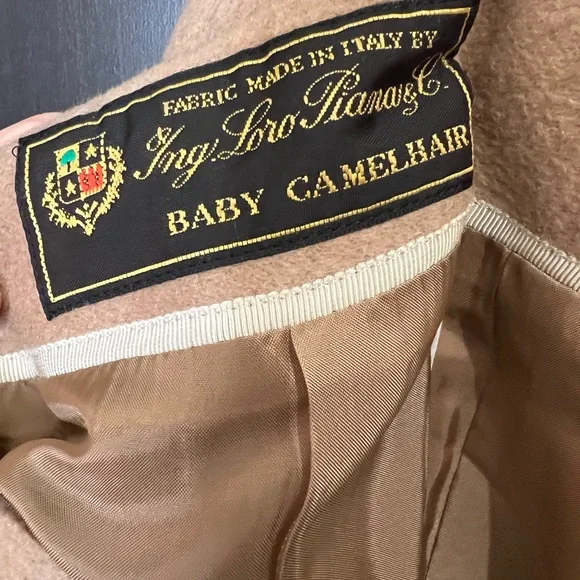 FABRIC MADE IN ITALY BY
Ing. Loro Piana & C.
BABY CAMELHAIR